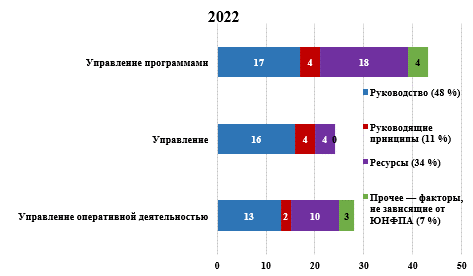 2022
Управление программами
17 4 18 4
Руководство (48 %)
Управление
16 4 4 0
Руководящие
принципы (11 %)
Ресурсы (34 %)
Прочее — факторы,
не зависящие от
ЮНФПА (7 %)
Управление оперативной деятельностью
13 2 10 3
0 10 20 30 40 50